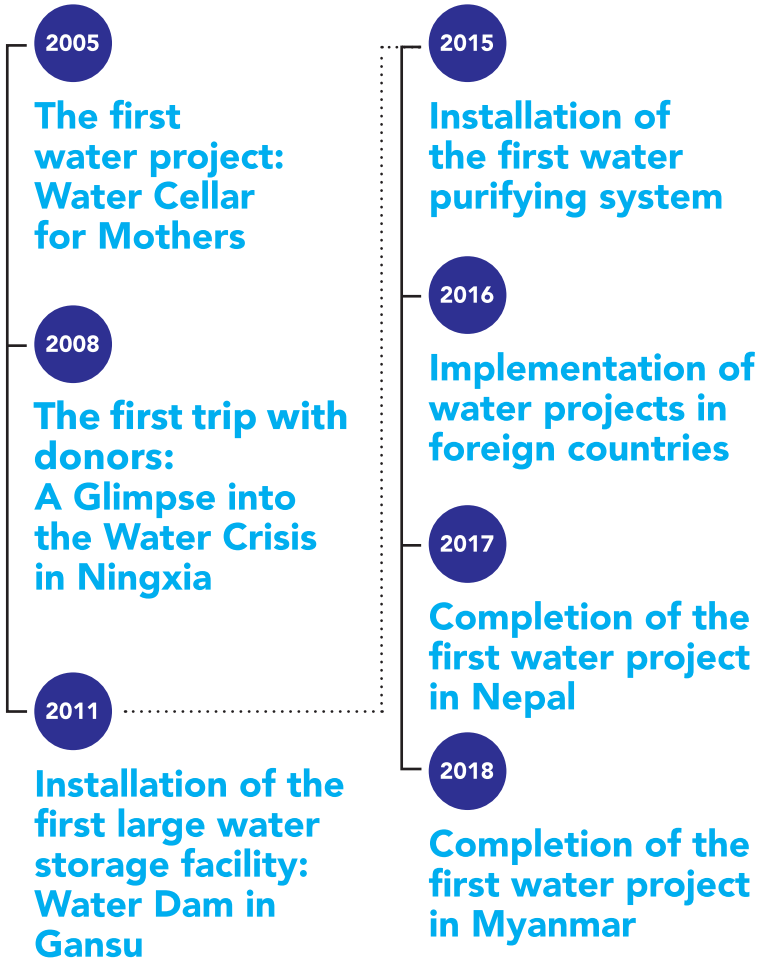 2005
The first
water project:
Water Cellar
for Mothers
2008
The first trip with
donors:
A Glimpse into
the Water Crisis
in Ningxia
2011
Installation of the
first large water
storage facility:
Water Dam in
Gansu
2015
Installation of
the first water
purifying system
2016
Implementation of
water projects in
foreign countries
2017
Completion of the
first water project
in Nepal
2018
Completion of the
first water project
in Myanmar